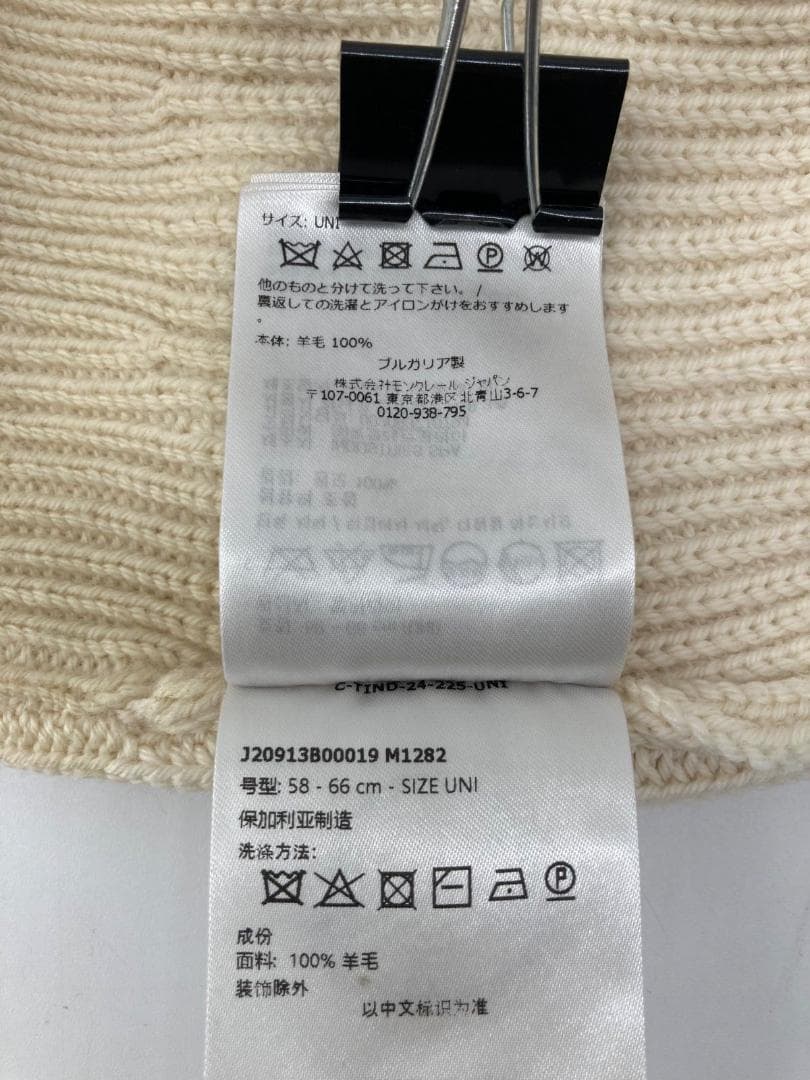 サイズ: UNI
他のものと分けて洗って下さい。/
裏返しての洗濯とアイロンがけをおすすめします
。
本体: 羊毛 100%
ブルガリア製
株式会社モンクレール ジャパン
〒107-0061 東京都港区北青山3-6-7
0120-938-795
C-TIND-24-225-UNI
J20913B00019 M1282
号型: 58 - 66 cm - SIZE UNI
保加利亚制造
洗涤方法:
成份
面料: 100% 羊毛
装饰除外
以中文标识为准